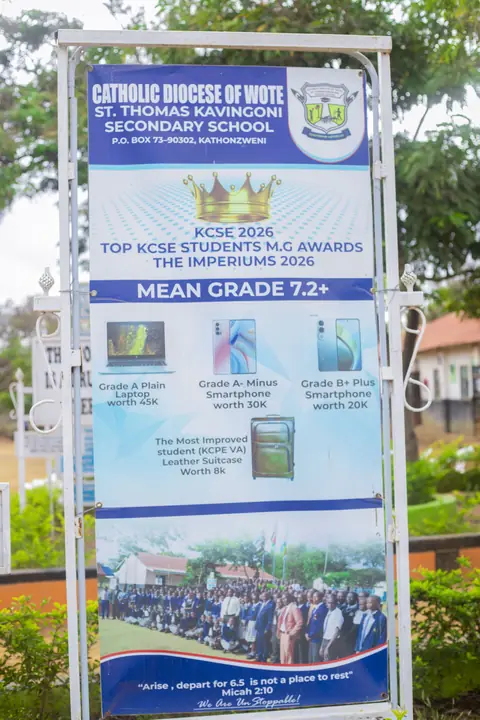 CATHOLIC DIOCESE OF WOTE
ST. THOMAS KAVINGONI
SECONDARY SCHOOL
P.O. BOX 73-90302, KATHONZWENI
KCSE 2026
TOP KCSE STUDENTS M.G AWARDS
THE IMPERIUMS 2026
MEAN GRADE 7.2+
Grade A Plain
Laptop
worth 45K
Grade A- Minus
Smartphone
worth 30K
Grade B+ Plus
Smartphone
worth 20K
The Most Improved
student (KCPE VA)
Leather Suitcase
Worth 8k
"Arise , depart for 6.5 is not a place to rest"
Micah 2:10
We Are UnStoppable!